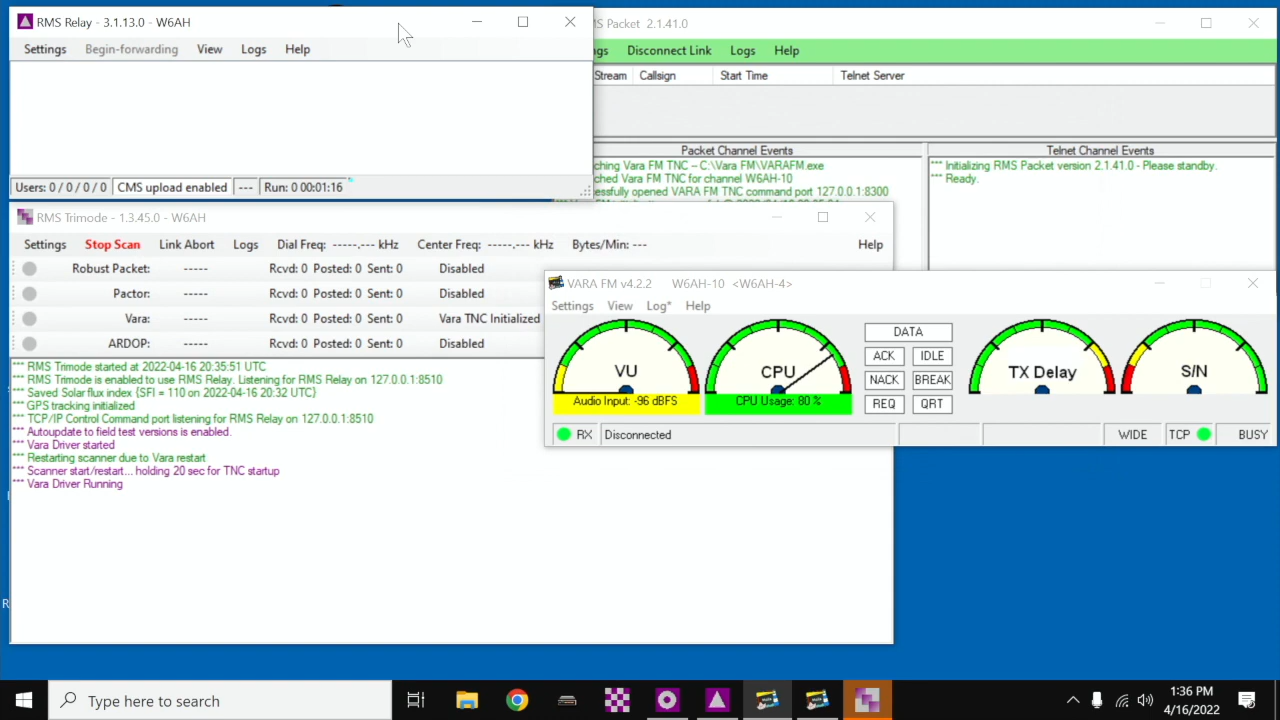 RMS Relay - 3.1.13.0 - W6AH
Settings Begin-forwarding View Logs Help
Users: 0 / 0 / 0 / 0 CMS upload enabled --- Run: 0 00:01:16
S Packet 2.1.41.0
gs Disconnect Link Logs Help
Stream Callsign Start Time Telnet Server
Packet Channel Events
ching Vara FM TNC -- C:\Vara FM\VARAFM.exe
ched Vara FM TNC for channel W6AH-10
essfully opened VARA FM TNC command port 127.0.0.1:8300
Telnet Channel Events
*** Initializing RMS Packet version 2.1.41.0 - Please standby.
*** Ready.
RMS Trimode - 1.3.45.0 - W6AH
Settings Stop Scan Link Abort Logs Dial Freq: -----.--- kHz Center Freq: -----.--- kHz Bytes/Min: --- Help
Robust Packet: ----- Rcvd: 0 Posted: 0 Sent: 0 Disabled
Pactor: ----- Rcvd: 0 Posted: 0 Sent: 0 Disabled
Vara: ----- Rcvd: 0 Posted: 0 Sent: 0 Vara TNC Initialized
ARDOP: ----- Rcvd: 0 Posted: 0 Sent: 0 Disabled
*** RMS Trimode started at 2022-04-16 20:35:51 UTC
*** RMS Trimode is enabled to use RMS Relay. Listening for RMS Relay on 127.0.0.1:8510
*** Saved Solar flux index {SFI = 110 on 2022-04-16 20:32 UTC}
*** GPS tracking initialized
*** TCP/IP Control Command port listening for RMS Relay on 127.0.0.1:8510
*** Autoupdate to field test versions is enabled.
*** Vara Driver started
*** Restarting scanner due to Vara restart
*** Scanner start/restart... holding 20 sec for TNC startup
*** Vara Driver Running
VARA FM v4.2.2 W6AH-10 <W6AH-4>
Settings View Log* Help
VU
Audio Input: -96 dBFS
CPU
CPU Usage: 80 %
DATA
ACK IDLE
NACK BREAK
REQ QRT
TX Delay
S/N
RX Disconnected WIDE TCP BUSY
R
Type here to search
1:36 PM
4/16/2022